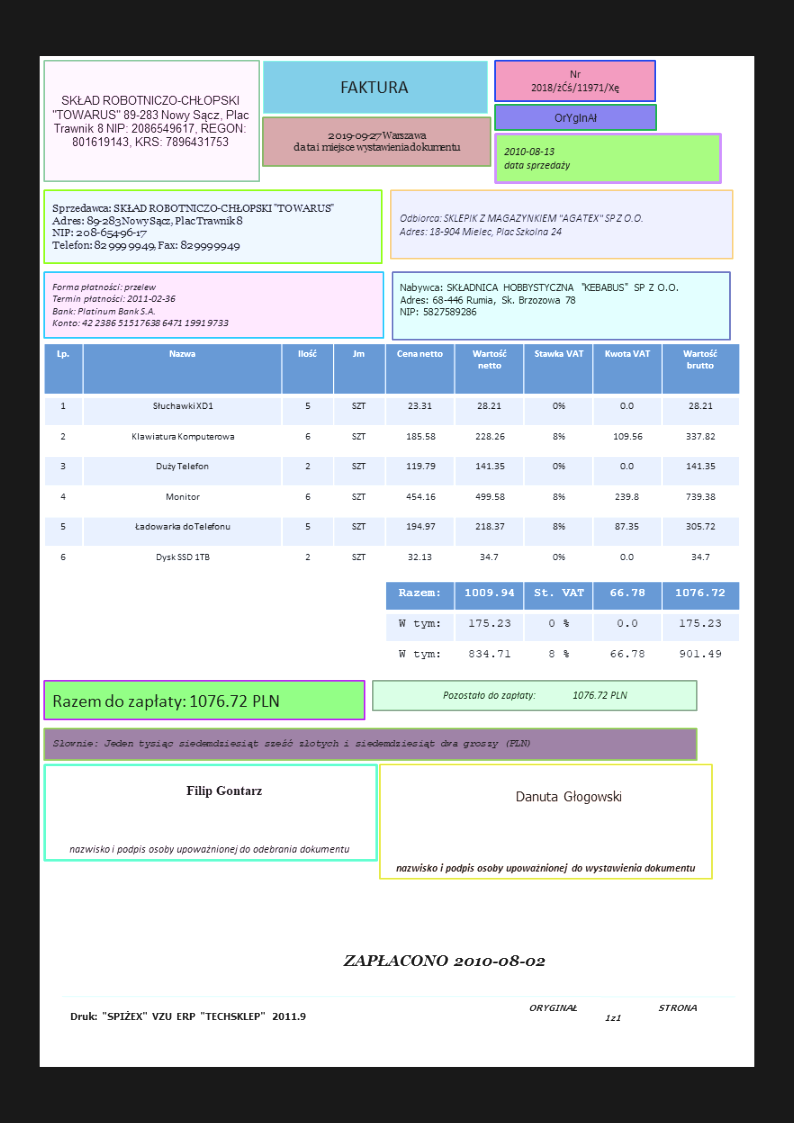 SKŁAD ROBOTNICZO-CHŁOPSKI
"TOWARUS" 89-283 Nowy Sącz, Plac
Trawnik 8 NIP: 2086549617, REGON:
801619143, KRS: 7896431753
FAKTURA
2019-09-27 Warszawa
data i miejsce wystawienia dokumentu
Nr
2018/żĆś/11971/Xę
OrYgInAł
2010-08-13
data sprzedaży
Sprzedawca: SKŁAD ROBOTNICZO-CHŁOPSKI "TOWARUS"
Adres: 89-283 Nowy Sącz, Plac Trawnik 8
NIP: 208-654-96-17
Telefon: 82 999 9949, Fax: 829999949
Odbiorca: SKLEPIK Z MAGAZYNKIEM "AGATEX" SP Z O.O.
Adres: 18-904 Mielec, Plac Szkolna 24
Forma płatności: przelew
Termin płatności: 2011-02-36
Bank: Platinum Bank S.A.
Konto: 42 2386 51517638 6471 1991 9733
Nabywca: SKŁADNICA HOBBYSTYCZNA "KEBABUS" SP Z O.O.
Adres: 68-446 Rumia, Sk. Brzozowa 78
NIP: 5827589286
Lp. Nazwa Ilość Jm Cena netto Wartość netto Stawka VAT Kwota VAT Wartość brutto
1 Słuchawki XD1 5 SZT 23.31 28.21 0% 0.0 28.21
2 Klawiatura Komputerowa 6 SZT 185.58 228.26 8% 109.56 337.82
3 Duży Telefon 2 SZT 119.79 141.35 0% 0.0 141.35
4 Monitor 6 SZT 454.16 499.58 8% 239.8 739.38
5 Ładowarka do Telefonu 5 SZT 194.97 218.37 8% 87.35 305.72
6 Dysk SSD 1TB 2 SZT 32.13 34.7 0% 0.0 34.7
Razem: 1009.94 St. VAT 66.78 1076.72
W tym: 175.23 0 % 0.0 175.23
W tym: 834.71 8 % 66.78 901.49
Razem do zapłaty: 1076.72 PLN
Pozostało do zapłaty: 1076.72 PLN
Słownie: Jeden tysiąc siedemdziesiąt sześć złotych i siedemdziesiąt dwa groszy (PLN)
Filip Gontarz
nazwisko i podpis osoby upoważnionej do odebrania dokumentu
Danuta Głogowski
nazwisko i podpis osoby upoważnionej do wystawienia dokumentu
ZAPŁACONO 2010-08-02
Druk: "SPIŻEX" VZU ERP "TECHSKLEP" 2011.9
ORYGINAŁ STRONA
1z1